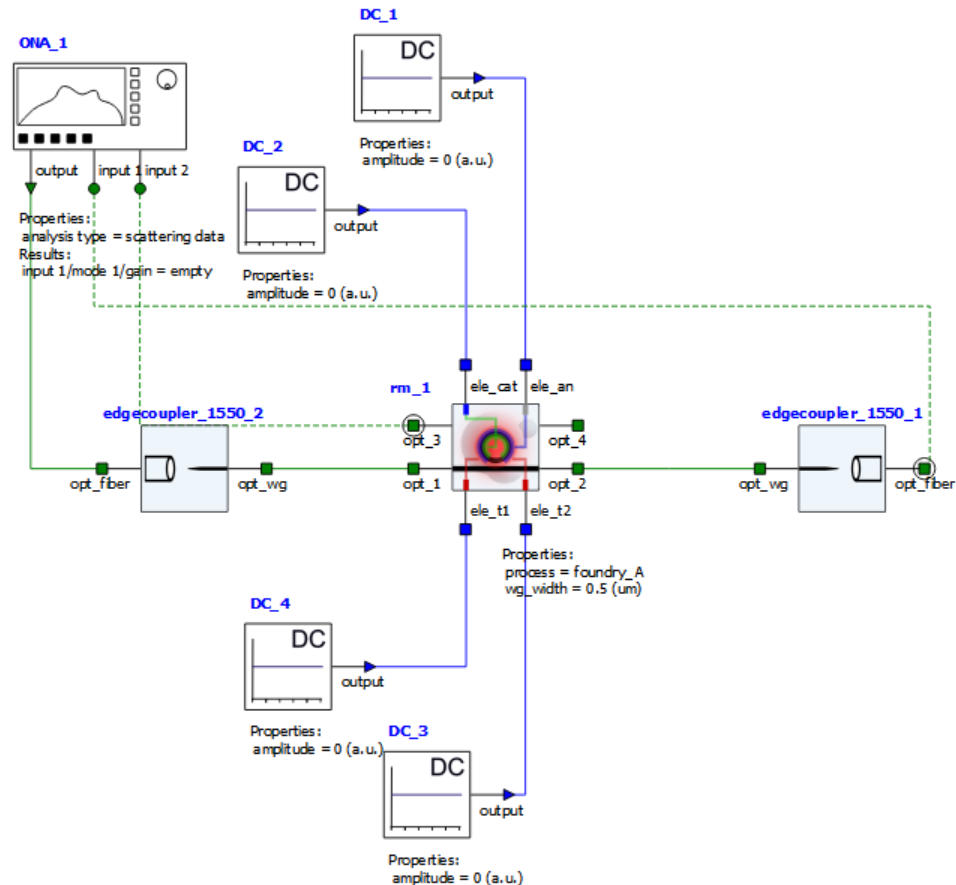 DC_1
DC
output
Properties:
amplitude = 0 (a.u.)
ONA_1
output
input 1
input 2
Properties:
analysis type = scattering data
Results:
input 1/mode 1/gain = empty
DC_2
DC
output
Properties:
amplitude = 0 (a.u.)
rm_1
ele_cat
ele_an
opt_3
opt_4
opt_1
opt_2
ele_t1
ele_t2
Properties:
process = foundry_A
wg_width = 0.5 (um)
edgecoupler_1550_2
opt_fiber
opt_wg
edgecoupler_1550_1
opt_wg
opt_fiber
DC_4
DC
output
Properties:
amplitude = 0 (a.u.)
DC_3
DC
output
Properties:
amplitude = 0 (a.u.)